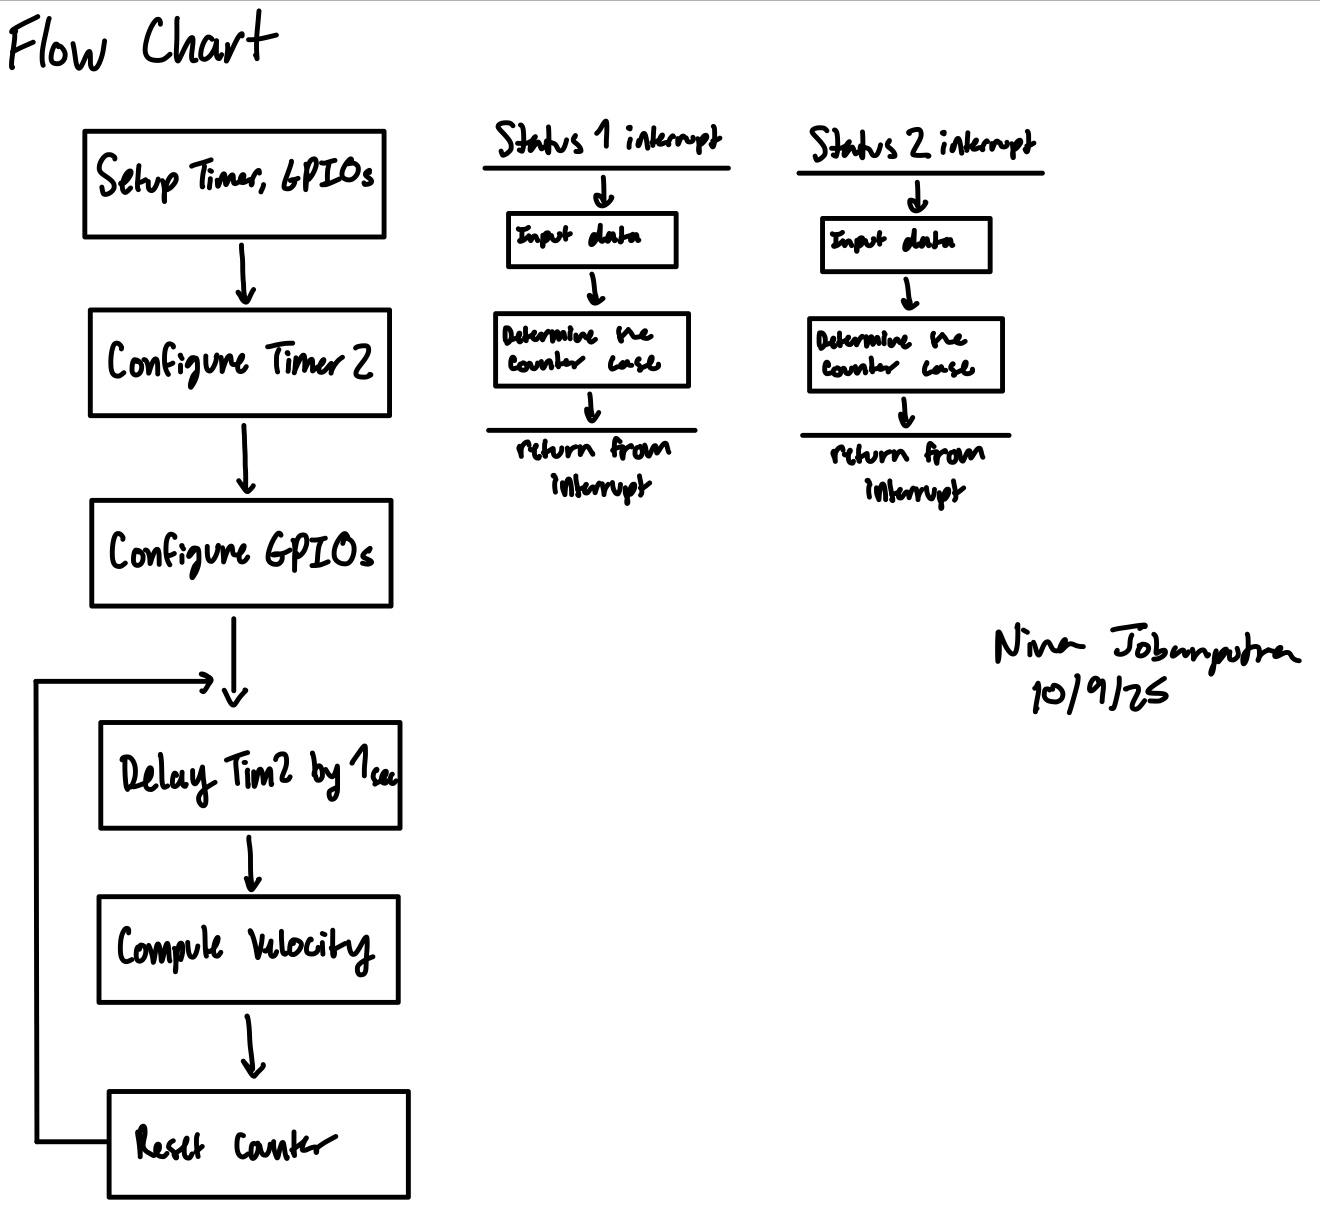 Flow Chart
Setup Timer, GPIOs
Configure Timer 2
Configure GPIOs
Delay Tim2 by 1sec
Compute Velocity
Reset Counter
Status 1 interrupt
Input data
Determine the
counter case
return from
interrupt
Status 2 interrupt
Input data
Determine the
counter case
return from
interrupt
Nina Jobanputra
10/9/25